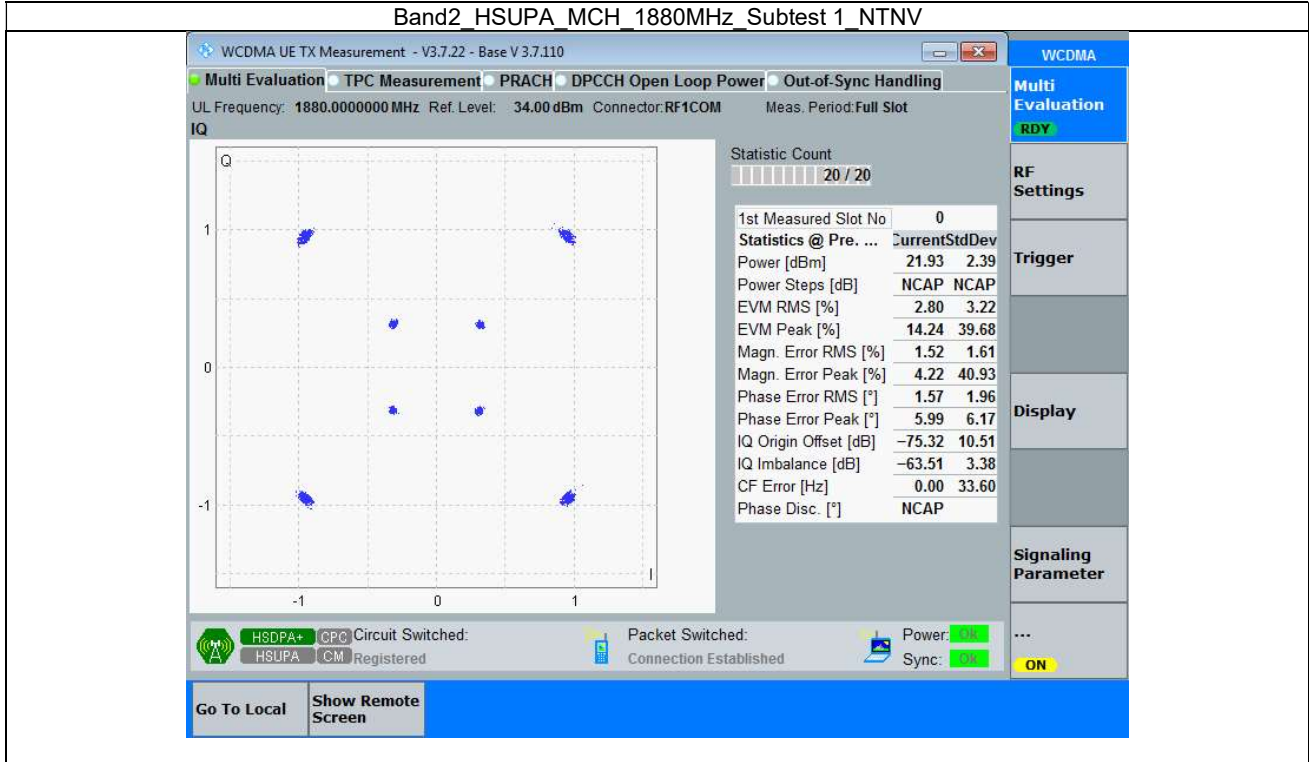 Band2_HSUPA_MCH_1880MHz_Subtest 1_NTNV
WCDMA UE TX Measurement - V3.7.22 - Base V 3.7.110
WCDMA
Multi Evaluation TPC Measurement PRACH DPCCH Open Loop Power Out-of-Sync Handling
UL Frequency: 1880.0000000 MHz Ref. Level: 34.00 dBm Connector: RF1COM Meas. Period: Full Slot
IQ
Q
1
0
-1
-1 0 1
I
Statistic Count
20 / 20
1st Measured Slot No 0
Statistics @ Pre. ... Current StdDev
Power [dBm] 21.93 2.39
Power Steps [dB] NCAP NCAP
EVM RMS [%] 2.80 3.22
EVM Peak [%] 14.24 39.68
Magn. Error RMS [%] 1.52 1.61
Magn. Error Peak [%] 4.22 40.93
Phase Error RMS [°] 1.57 1.96
Phase Error Peak [°] 5.99 6.17
IQ Origin Offset [dB] −75.32 10.51
IQ Imbalance [dB] −63.51 3.38
CF Error [Hz] 0.00 33.60
Phase Disc. [°] NCAP
Multi
Evaluation
RDY
RF
Settings
Trigger
Display
Signaling
Parameter
...
ON
HSDPA+ CPC Circuit Switched: Packet Switched: Power: Ok
HSUPA CM Registered Connection Established Sync: Ok
Go To Local
Show Remote
Screen